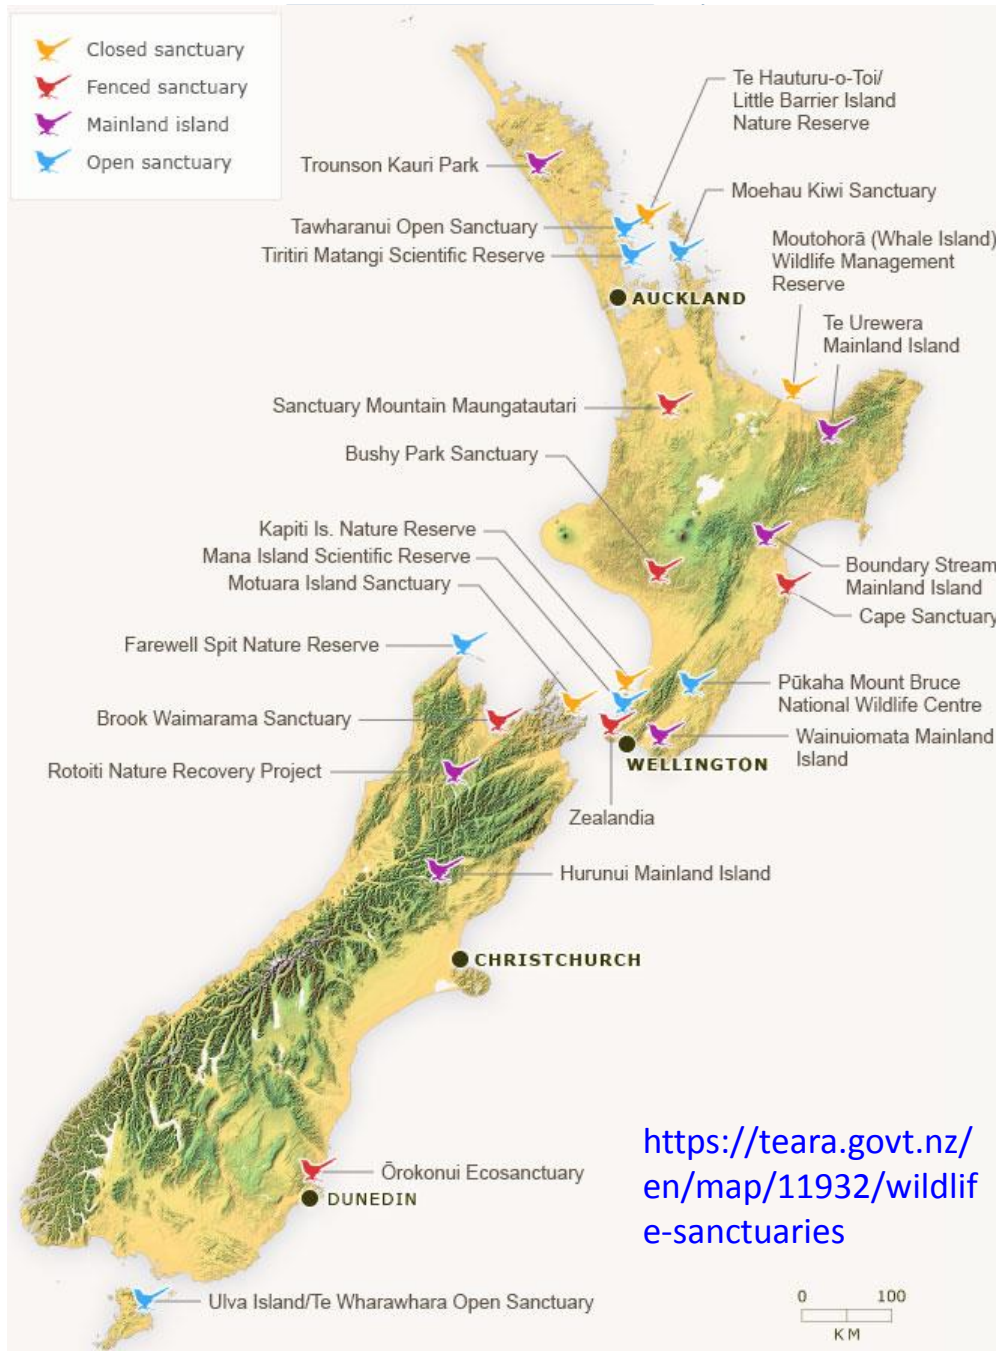 Closed sanctuary
Fenced sanctuary
Mainland island
Open sanctuary
Te Hauturu-o-Toi/
Little Barrier Island
Nature Reserve
Trounson Kauri Park
Moehau Kiwi Sanctuary
Tawharanui Open Sanctuary
Tiritiri Matangi Scientific Reserve
Moutohorā (Whale Island)
Wildlife Management
Reserve
AUCKLAND
Te Urewera
Mainland Island
Sanctuary Mountain Maungatautari
Bushy Park Sanctuary
Kapiti Is. Nature Reserve
Mana Island Scientific Reserve
Motuara Island Sanctuary
Boundary Stream
Mainland Island
Cape Sanctuary
Farewell Spit Nature Reserve
Pūkaha Mount Bruce
National Wildlife Centre
Brook Waimarama Sanctuary
Wainuiomata Mainland
Island
WELLINGTON
Rotoiti Nature Recovery Project
Zealandia
Hurunui Mainland Island
CHRISTCHURCH
https://teara.govt.nz/
en/map/11932/wildlif
e-sanctuaries
Ōrokonui Ecosanctuary
DUNEDIN
Ulva Island/Te Wharawhara Open Sanctuary
0 100
KM